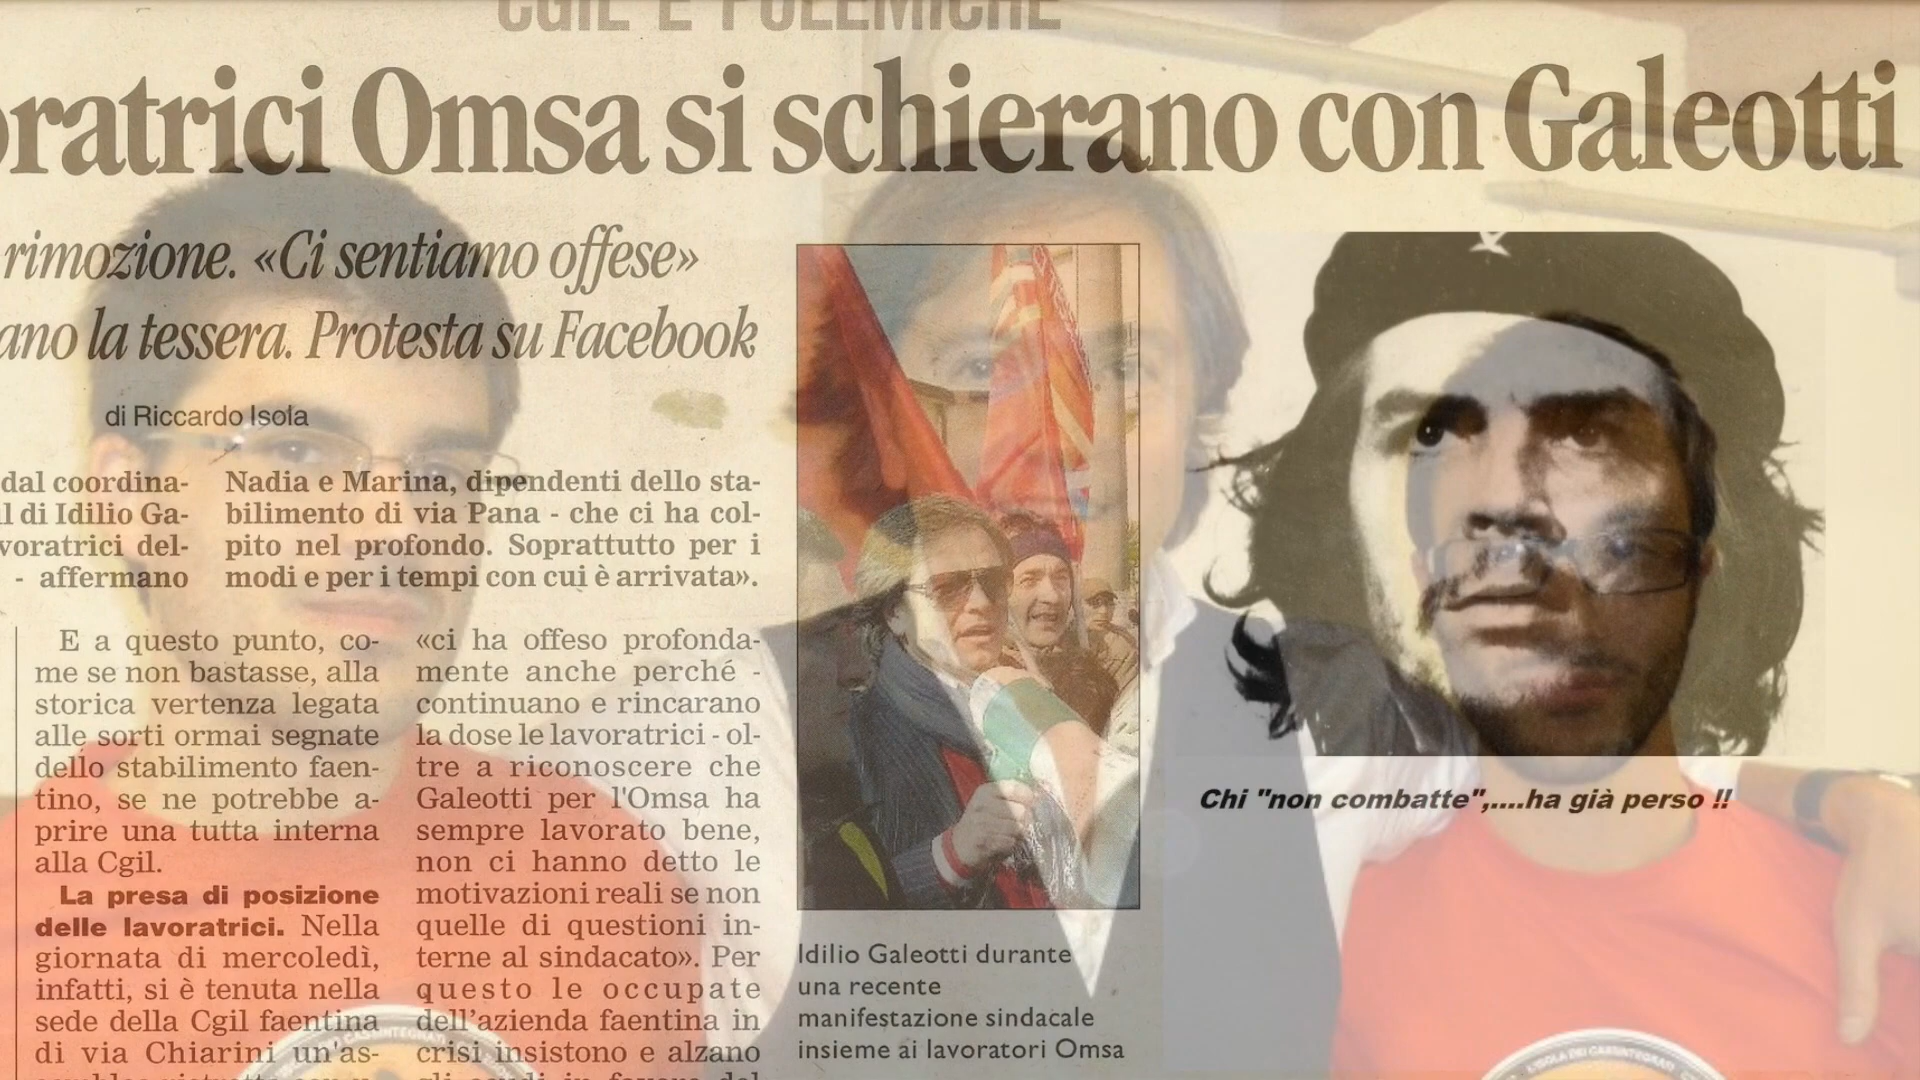 CGIL E POLEMICHE
oratrici Omsa si schierano con Galeotti
rimozione. «Ci sentiamo offese»
ano la tessera. Protesta su Facebook
di Riccardo Isola
dal coordina-
il di Idilio Ga-
voratrici del-
- affermano
Nadia e Marina, dipendenti dello sta-
bilimento di via Pana - che ci ha col-
pito nel profondo. Soprattutto per i
modi e per i tempi con cui è arrivata».
E a questo punto, co-
me se non bastasse, alla
storica vertenza legata
alle sorti ormai segnate
dello stabilimento faen-
tino, se ne potrebbe a-
prire una tutta interna
alla Cgil.
La presa di posizione
delle lavoratrici. Nella
giornata di mercoledì,
infatti, si è tenuta nella
sede della Cgil faentina
di via Chiarini un'as-
«ci ha offeso profonda-
mente anche perché -
continuano e rincarano
la dose le lavoratrici - ol-
tre a riconoscere che
Galeotti per l'Omsa ha
sempre lavorato bene,
non ci hanno detto le
motivazioni reali se non
quelle di questioni in-
terne al sindacato». Per
questo le occupate
dell'azienda faentina in
crisi insistono e alzano
Idilio Galeotti durante
una recente
manifestazione sindacale
insieme ai lavoratori Omsa
Chi "non combatte",....ha già perso !!
L'ISOLA DEI CASSINTEGRATI